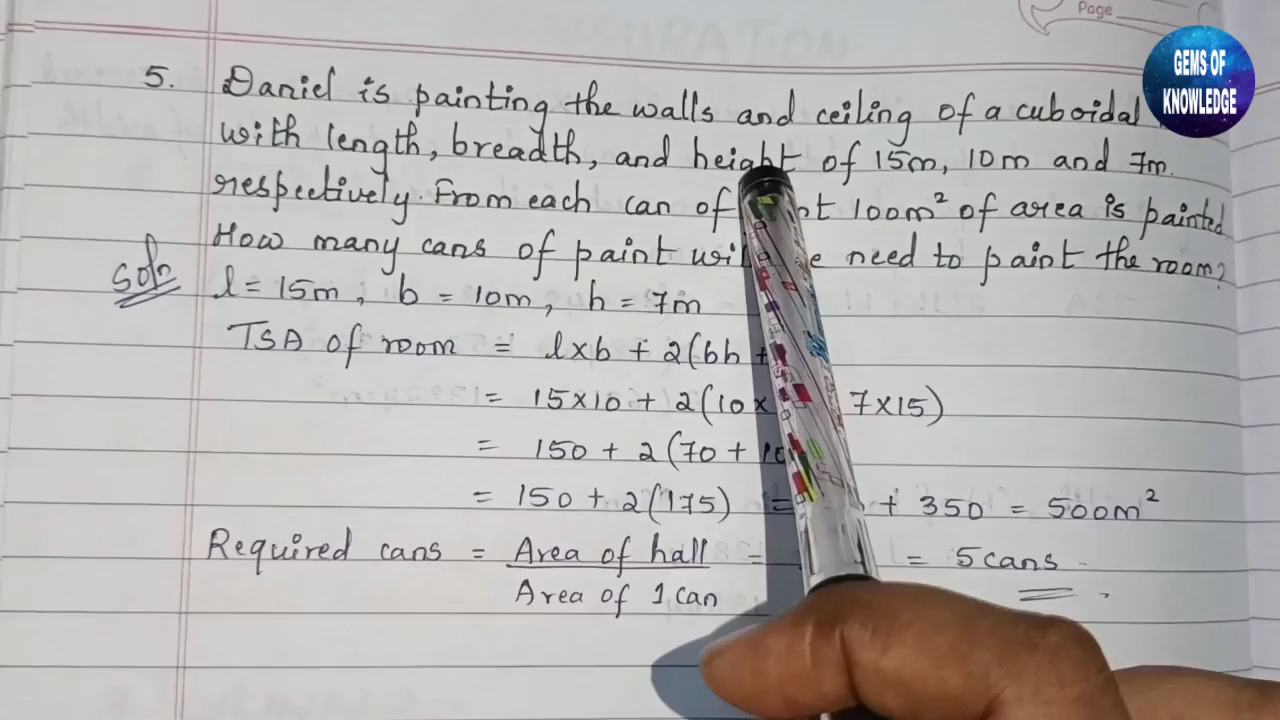 Page
GEMS OF
KNOWLEDGE
5. Daniel is painting the walls and ceiling of a cuboidal
with length, breadth, and height of 15m, 10m and 7m
respectively. From each can of 100m² of area is painted
How many cans of paint need to paint the room?
Soln l = 15m, b = 10m, h = 7m
TSA of room = l×b + 2(bh +
= 15×10 + 2(10× 7×15)
= 150 + 2(70 +
= 150 + 2(175) = + 350 = 500m²
Required cans = Area of hall = = 5 cans.
Area of 1 can